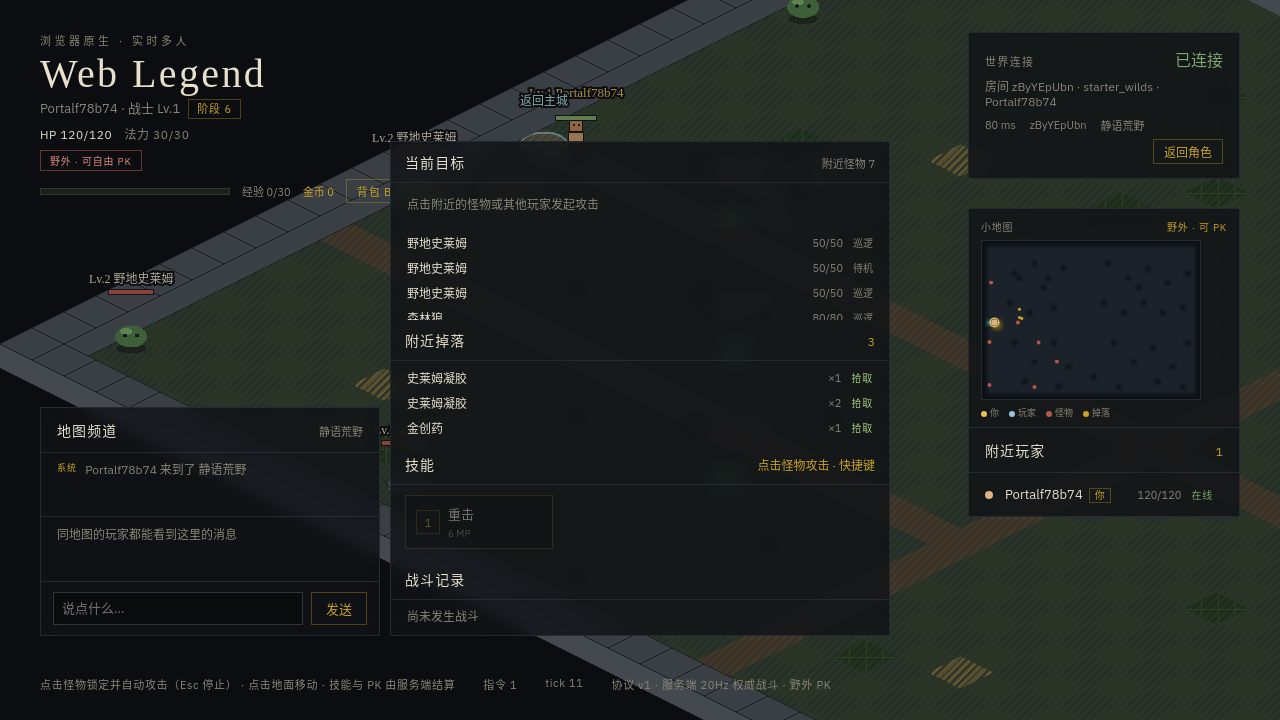 浏览器原生 · 实时多人
Web Legend
Portalf78b74 · 战士 Lv.1 阶段 6
HP 120/120 法力 30/30
野外 · 可自由 PK
经验 0/30 金币 0 背包 B
Portalf78b74
返回主城
Lv.2 野地史莱姆
Lv.2 野地史莱姆
当前目标 附近怪物 7
点击附近的怪物或其他玩家发起攻击
野地史莱姆 50/50 巡逻
野地史莱姆 50/50 待机
野地史莱姆 50/50 巡逻
森林狼 80/80 巡逻
附近掉落 3
史莱姆凝胶 ×1 拾取
史莱姆凝胶 ×2 拾取
金创药 ×1 拾取
技能 点击怪物攻击 · 快捷键
1 重击
6 MP
战斗记录
尚未发生战斗
地图频道 静语荒野
系统 Portalf78b74 来到了 静语荒野
同地图的玩家都能看到这里的消息
说点什么... 发送
世界连接 已连接
房间 zByYEpUbn · starter_wilds ·
Portalf78b74
80 ms zByYEpUbn 静语荒野
返回角色
小地图 野外 · 可 PK
你 玩家 怪物 掉落
附近玩家 1
Portalf78b74 你 120/120 在线
点击怪物锁定并自动攻击（Esc 停止） · 点击地面移动 · 技能与 PK 由服务端结算 指令 1 tick 11 协议 v1 · 服务端 20Hz 权威战斗 · 野外 PK